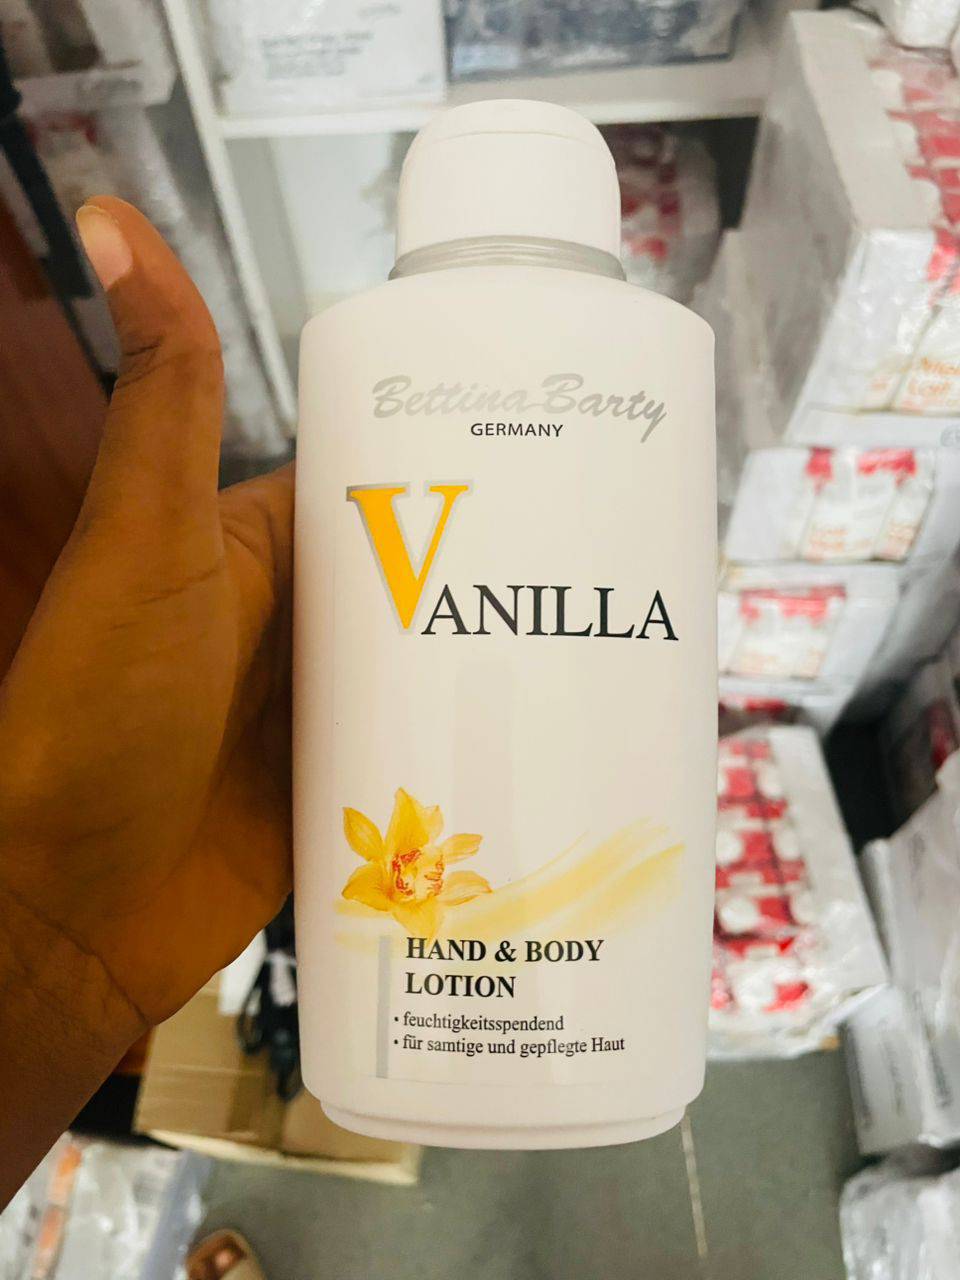 Bettina Barty
GERMANY
VANILLA
HAND & BODY
LOTION
• feuchtigkeitsspendend
• für samtige und gepflegte Haut